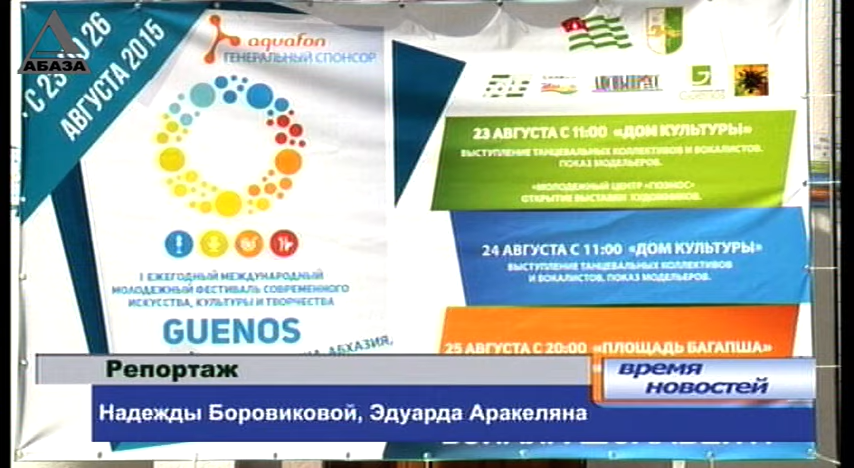 АБАЗА
С 23 ПО 26
АВГУСТА 2015
aquafon
ГЕНЕРАЛЬНЫЙ СПОНСОР
I ЕЖЕГОДНЫЙ МЕЖДУНАРОДНЫЙ
МОЛОДЕЖНЫЙ ФЕСТИВАЛЬ СОВРЕМЕННОГО
ИСКУССТВА, КУЛЬТУРЫ И ТВОРЧЕСТВА
GUENOS
АБХАЗИЯ,
23 АВГУСТА С 11:00 «ДОМ КУЛЬТУРЫ»
ВЫСТУПЛЕНИЕ ТАНЦЕВАЛЬНЫХ КОЛЛЕКТИВОВ И ВОКАЛИСТОВ.
ПОКАЗ МОДЕЛЬЕРОВ.
«МОЛОДЕЖНЫЙ ЦЕНТР «ГЮЭНОС»
ОТКРЫТИЕ ВЫСТАВКИ ХУДОЖНИКОВ.
24 АВГУСТА С 11:00 «ДОМ КУЛЬТУРЫ»
ВЫСТУПЛЕНИЕ ТАНЦЕВАЛЬНЫХ КОЛЛЕКТИВОВ
И ВОКАЛИСТОВ. ПОКАЗ МОДЕЛЬЕРОВ.
25 АВГУСТА С 20:00 «ПЛОЩАДЬ БАГАПША»
Репортаж
время
новостей
Надежды Боровиковой, Эдуарда Аракеляна